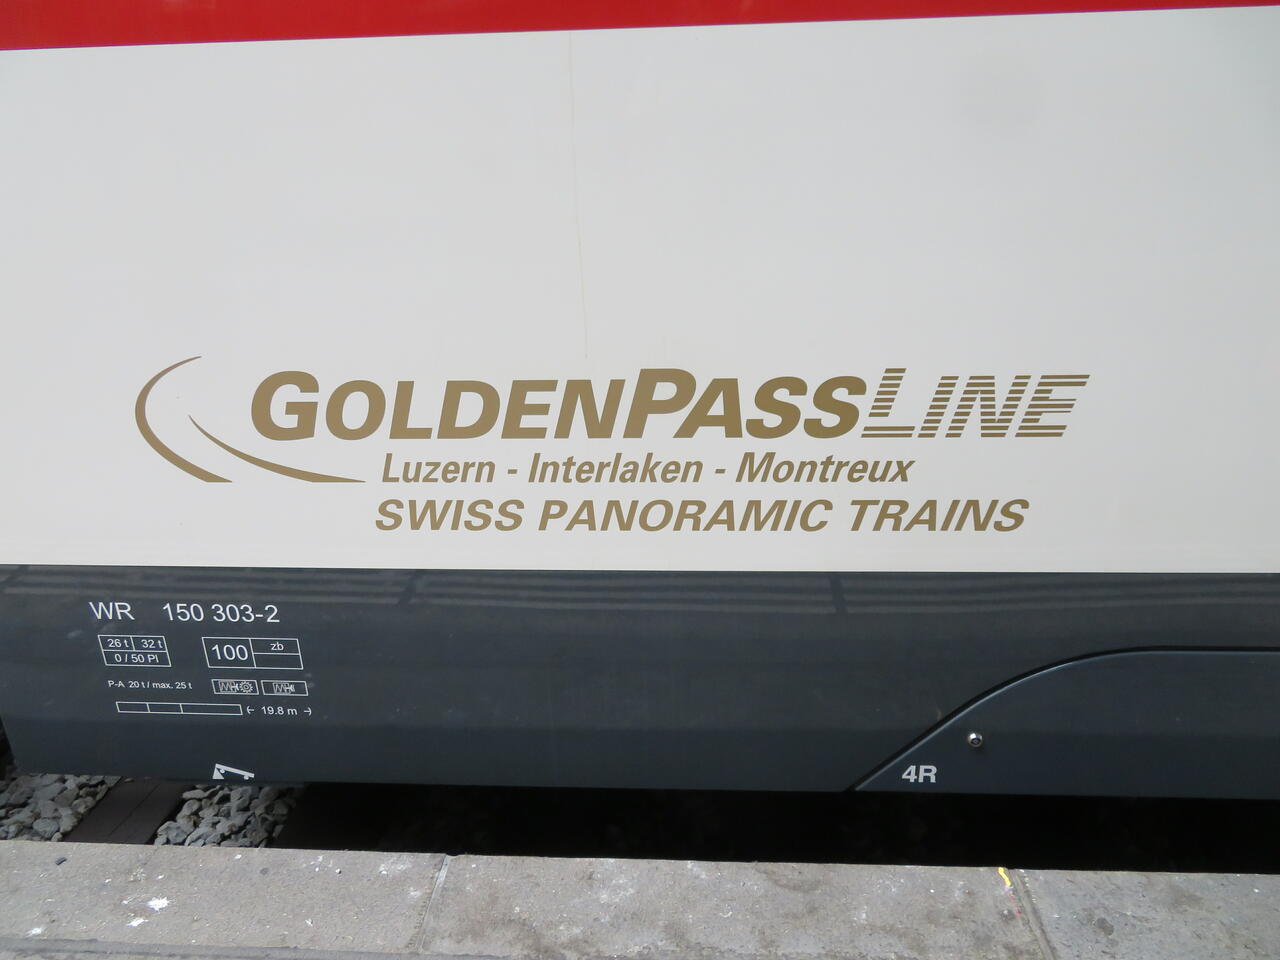 GOLDENPASSLINE
Luzern - Interlaken - Montreux
SWISS PANORAMIC TRAINS
WR 150 303-2
26 t 32 t
0 / 50 Pl
100 zb
P-A 20 t / max. 25 t
19.8 m
4R